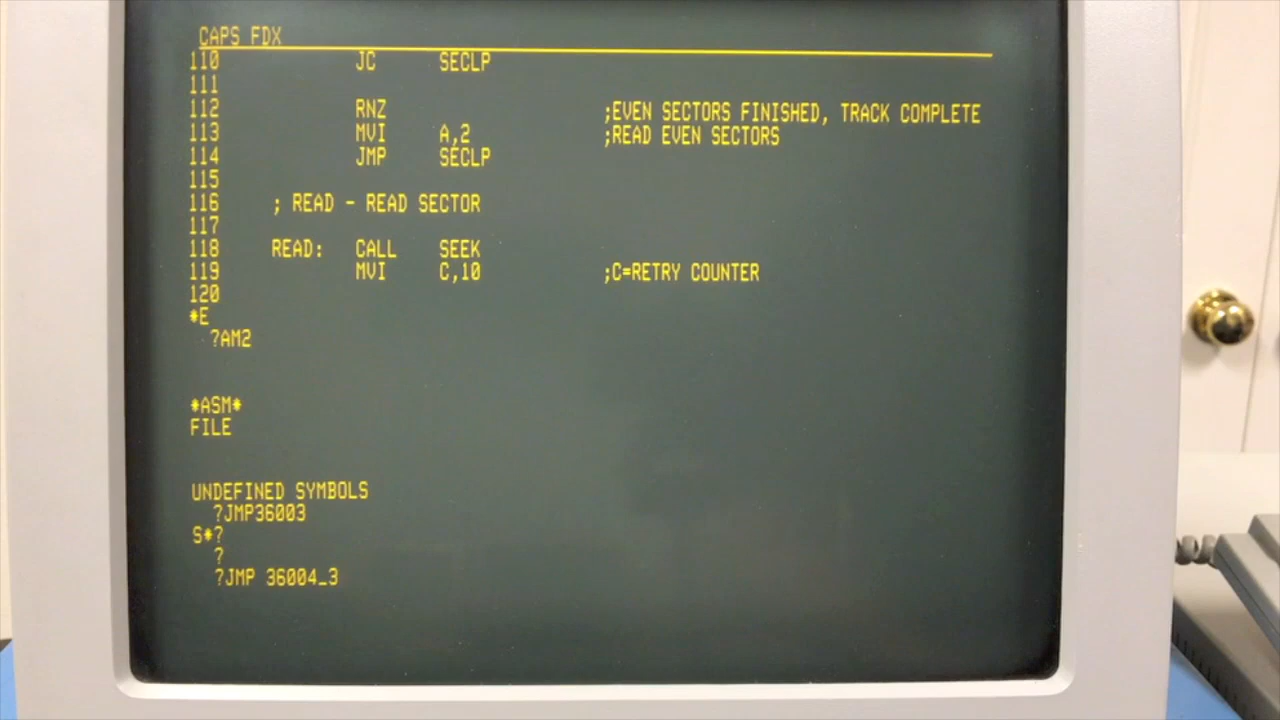 CAPS FDX
110 JC SECLP
111
112 RNZ ;EVEN SECTORS FINISHED, TRACK COMPLETE
113 MVI A,2 ;READ EVEN SECTORS
114 JMP SECLP
115
116 ; READ - READ SECTOR
117
118 READ: CALL SEEK
119 MVI C,10 ;C=RETRY COUNTER
120
*E
?AM2
*ASM*
FILE
UNDEFINED SYMBOLS
?JMP36003
S*?
?
?JMP 36004_3